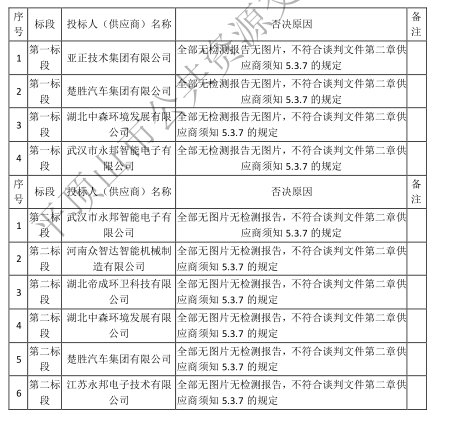 序号 标段 投标人（供应商）名称 否决原因 备注
1 第一标段 亚正技术集团有限公司 全部无检测报告无图片，不符合谈判文件第二章供应商须知 5.3.7 的规定
2 第一标段 楚胜汽车集团有限公司 全部无检测报告无图片，不符合谈判文件第二章供应商须知 5.3.7 的规定
3 第一标段 湖北中森环境发展有限公司 全部无检测报告无图片，不符合谈判文件第二章供应商须知 5.3.7 的规定
4 第一标段 武汉市永邦智能电子有限公司 全部无检测报告无图片，不符合谈判文件第二章供应商须知 5.3.7 的规定
序号 标段 投标人（供应商）名称 否决原因 备注
1 第二标段 武汉市永邦智能电子有限公司 全部无图片无检测报告，不符合谈判文件第二章供应商须知 5.3.7 的规定
2 第二标段 河南众智达智能机械制造有限公司 全部无图片无检测报告，不符合谈判文件第二章供应商须知 5.3.7 的规定
3 第二标段 湖北帝成环卫科技有限公司 全部无图片无检测报告，不符合谈判文件第二章供应商须知 5.3.7 的规定
4 第二标段 湖北中森环境发展有限公司 全部无图片无检测报告，不符合谈判文件第二章供应商须知 5.3.7 的规定
5 第二标段 楚胜汽车集团有限公司 全部无图片无检测报告，不符合谈判文件第二章供应商须知 5.3.7 的规定
6 第二标段 江苏永邦电子技术有限公司 全部无图片无检测报告，不符合谈判文件第二章供应商须知 5.3.7 的规定
平顶山市公共资源交